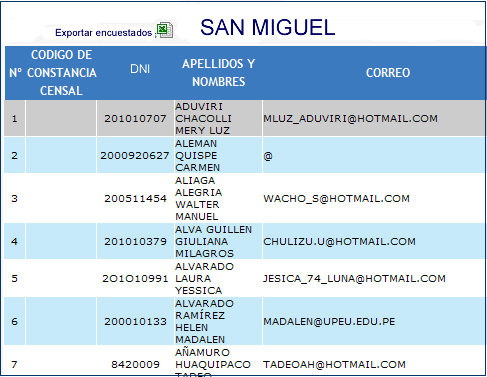 Exportar encuestados SAN MIGUEL
CODIGO DE
Nº CONSTANCIA DNI APELLIDOS Y CORREO
CENSAL NOMBRES
ADUVIRI
1 201010707 CHACOLLI MLUZ_ADUVIRI@HOTMAIL.COM
MERY LUZ
ALEMAN
2 2000920627 QUISPE @
CARMEN
ALIAGA
3 200511454 ALEGRIA WACHO_S@HOTMAIL.COM
WALTER
MANUEL
ALVA GUILLEN
4 201010379 GIULIANA CHULIZU.U@HOTMAIL.COM
MILAGROS
ALVARADO
5 2O1O10991 LAURA JESICA_74_LUNA@HOTMAIL.COM
YESSICA
ALVARADO
6 200010133 RAMÍREZ MADALEN@UPEU.EDU.PE
HELEN
MADALEN
AÑAMURO
7 8420009 HUAQUIPACO TADEOAH@HOTMAIL.COM
TADEO